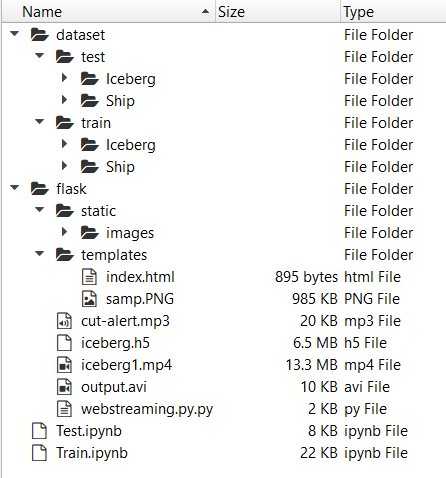 Name Size Type
dataset File Folder
test File Folder
Iceberg File Folder
Ship File Folder
train File Folder
Iceberg File Folder
Ship File Folder
flask File Folder
static File Folder
images File Folder
templates File Folder
index.html 895 bytes html File
samp.PNG 985 KB PNG File
cut-alert.mp3 20 KB mp3 File
iceberg.h5 6.5 MB h5 File
iceberg1.mp4 13.3 MB mp4 File
output.avi 10 KB avi File
webstreaming.py.py 2 KB py File
Test.ipynb 8 KB ipynb File
Train.ipynb 22 KB ipynb File